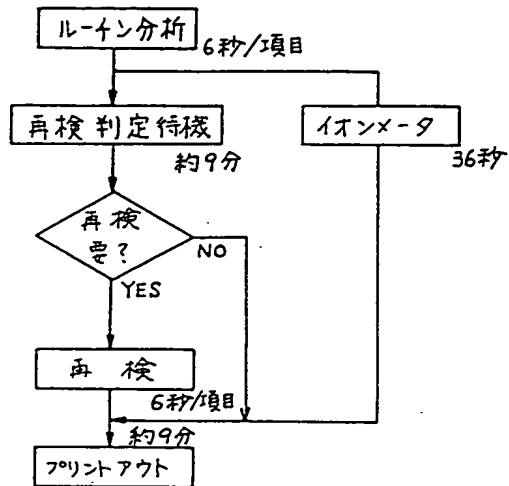 ルーチン分析
6秒/項目
再検判定待機
約9分
イオンメータ
36秒
再検
要?
NO
YES
再検
6秒/項目
約9分
プリントアウト